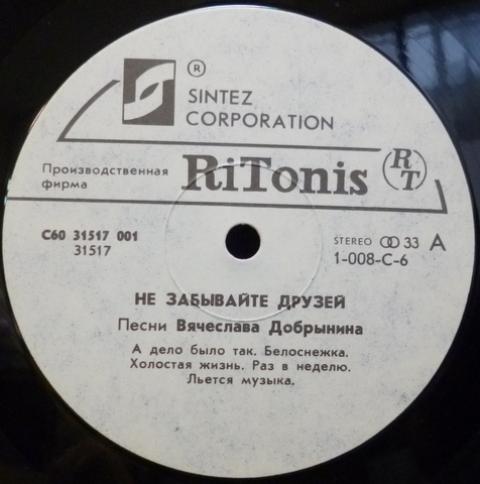 ®
SINTEZ
CORPORATION
Производственная
фирма
RiTonis
RT
С60 31517 001
31517
STEREO 33 A
1-008-C-6
НЕ ЗАБЫВАЙТЕ ДРУЗЕЙ
Песни Вячеслава Добрынина
А дело было так. Белоснежка.
Холостая жизнь. Раз в неделю.
Льется музыка.